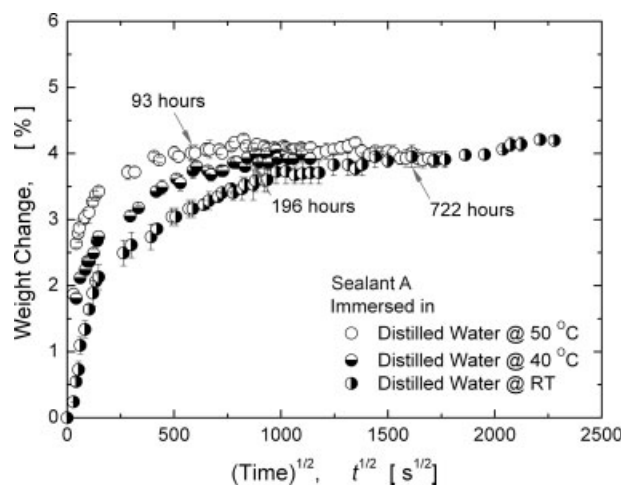 6
5
4
3
2
1
0
Weight Change, [ % ]
93 hours
196 hours
722 hours
Sealant A
Immersed in
Distilled Water @ 50 °C
Distilled Water @ 40 °C
Distilled Water @ RT
0 500 1000 1500 2000 2500
(Time)^{1/2}, t^{1/2} [ s^{1/2} ]